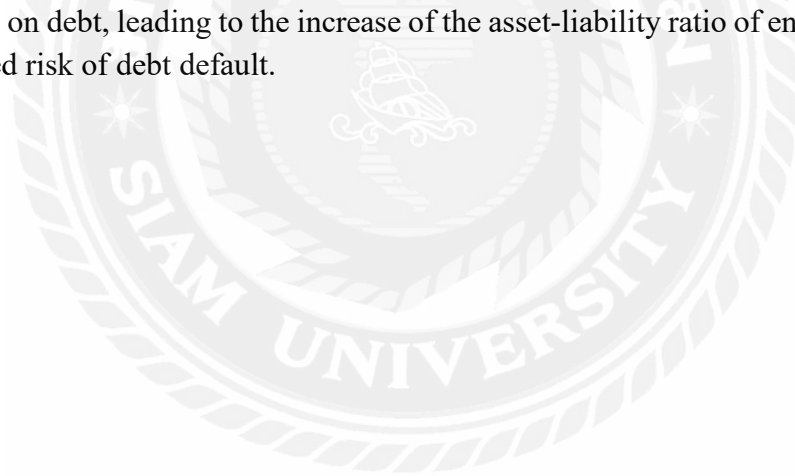 on debt, leading to the increase of the asset-liability ratio of en
d risk of debt default.
SIAM UNIVERSITY